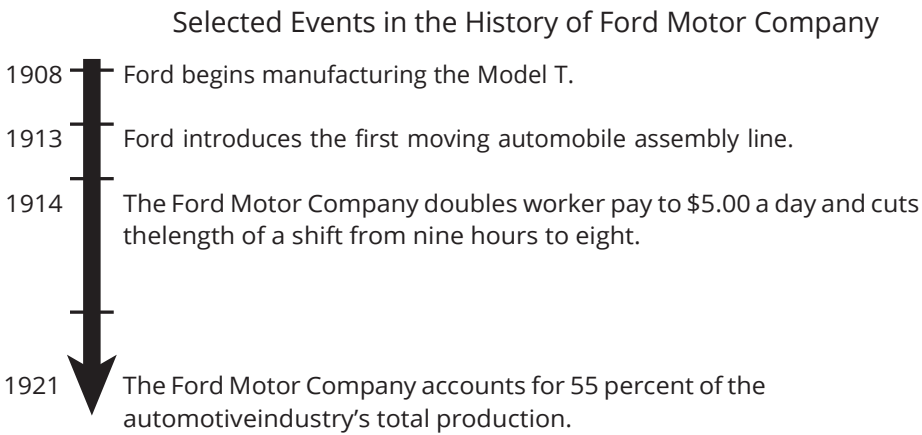 Selected Events in the History of Ford Motor Company
1908 Ford begins manufacturing the Model T.
1913 Ford introduces the first moving automobile assembly line.
1914 The Ford Motor Company doubles worker pay to $5.00 a day and cuts
thelength of a shift from nine hours to eight.
1921 The Ford Motor Company accounts for 55 percent of the
automotiveindustry’s total production.